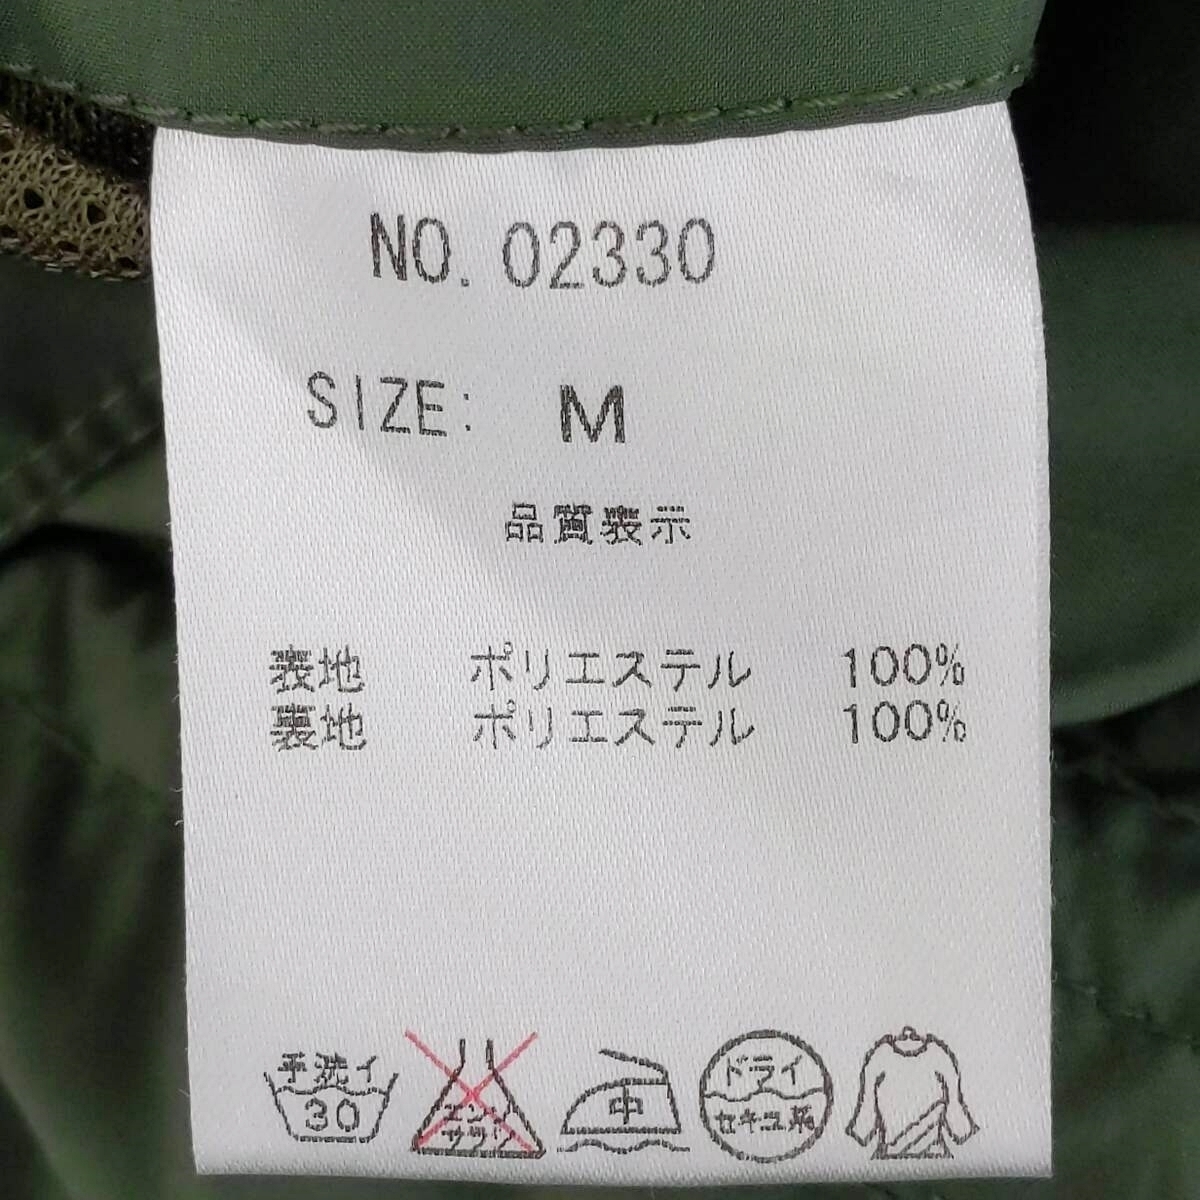 NO. 02330
SIZE: M
品質表示
表地 ポリエステル 100%
裏地 ポリエステル 100%
手洗イ
30
エンソ
サラシ
中
ドライ
セキユ系